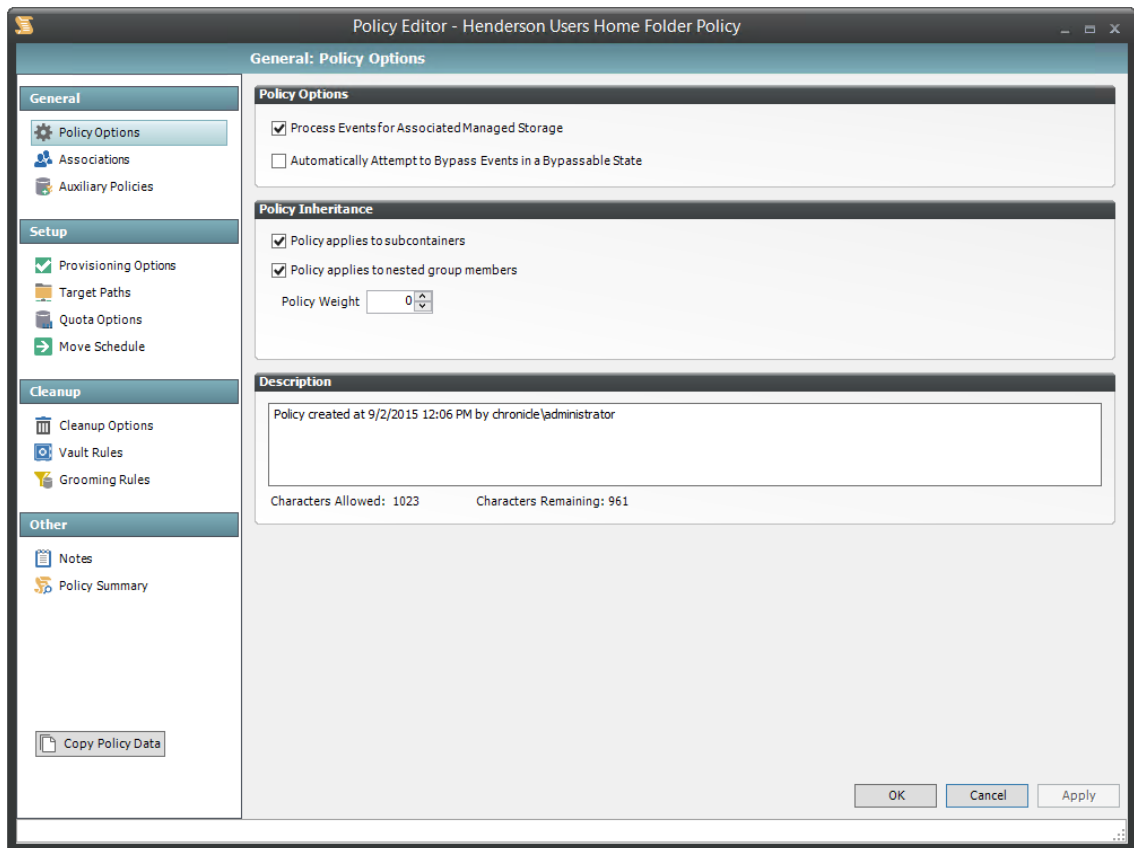 Policy Editor - Henderson Users Home Folder Policy
General: Policy Options
General
Policy Options
Associations
Auxiliary Policies
Setup
Provisioning Options
Target Paths
Quota Options
Move Schedule
Cleanup
Cleanup Options
Vault Rules
Grooming Rules
Other
Notes
Policy Summary
Copy Policy Data
Policy Options
Process Events for Associated Managed Storage
Automatically Attempt to Bypass Events in a Bypassable State
Policy Inheritance
Policy applies to subcontainers
Policy applies to nested group members
Policy Weight 0
Description
Policy created at 9/2/2015 12:06 PM by chronicle\administrator
Characters Allowed: 1023 Characters Remaining: 961
OK Cancel Apply